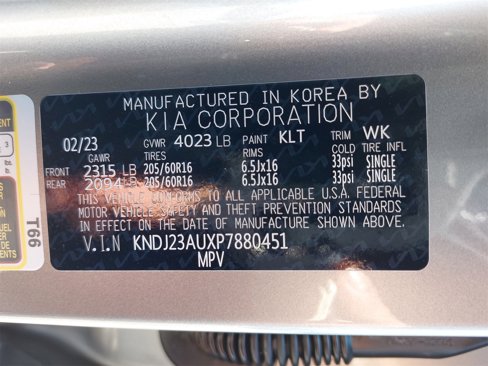 MANUFACTURED IN KOREA BY
KIA CORPORATION
02/23 GVWR 4023 LB PAINT KLT TRIM WK
GAWR TIRES RIMS COLD TIRE INFL
FRONT 2315 LB 205/60R16 6.5Jx16 33psi SINGLE
REAR 2094 LB 205/60R16 6.5Jx16 33psi SINGLE
THIS VEHICLE CONFORMS TO ALL APPLICABLE U.S.A. FEDERAL
MOTOR VEHICLE SAFETY AND THEFT PREVENTION STANDARDS
IN EFFECT ON THE DATE OF MANUFACTURE SHOWN ABOVE.
V.I.N KNDJ23AUXP7880451
MPV
T66